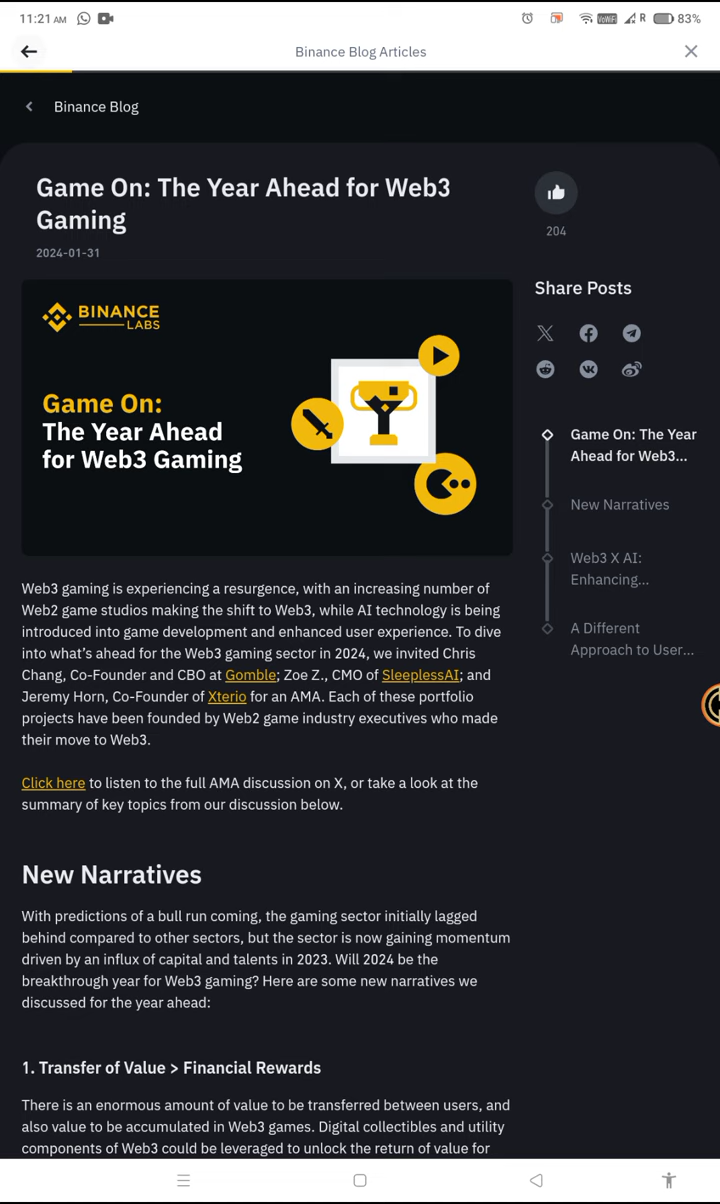 11:21 AM
VoWiFi
R
83%
Binance Blog Articles
Binance Blog
Game On: The Year Ahead for Web3
Gaming
2024-01-31
204
BINANCE
LABS
Game On:
The Year Ahead
for Web3 Gaming
Share Posts
Game On: The Year
Ahead for Web3...
New Narratives
Web3 X AI:
Enhancing...
A Different
Approach to User...
Web3 gaming is experiencing a resurgence, with an increasing number of
Web2 game studios making the shift to Web3, while AI technology is being
introduced into game development and enhanced user experience. To dive
into what’s ahead for the Web3 gaming sector in 2024, we invited Chris
Chang, Co-Founder and CBO at Gomble; Zoe Z., CMO of SleeplessAI; and
Jeremy Horn, Co-Founder of Xterio for an AMA. Each of these portfolio
projects have been founded by Web2 game industry executives who made
their move to Web3.
Click here to listen to the full AMA discussion on X, or take a look at the
summary of key topics from our discussion below.
New Narratives
With predictions of a bull run coming, the gaming sector initially lagged
behind compared to other sectors, but the sector is now gaining momentum
driven by an influx of capital and talents in 2023. Will 2024 be the
breakthrough year for Web3 gaming? Here are some new narratives we
discussed for the year ahead:
1. Transfer of Value > Financial Rewards
There is an enormous amount of value to be transferred between users, and
also value to be accumulated in Web3 games. Digital collectibles and utility
components of Web3 could be leveraged to unlock the return of value for